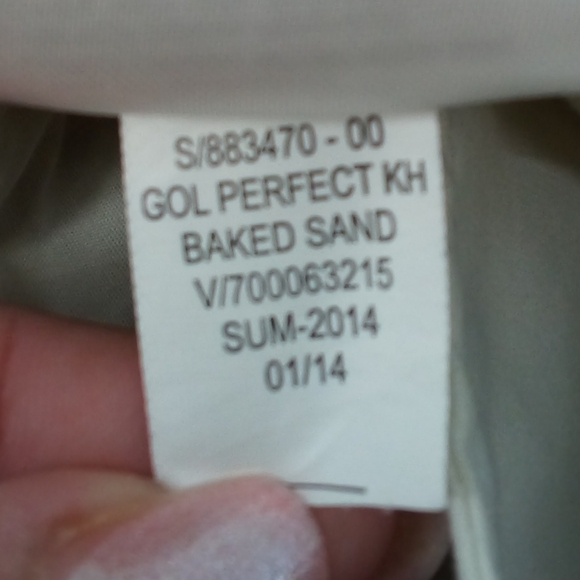 S/883470 - 00
GOL PERFECT KH
BAKED SAND
V/700063215
SUM-2014
01/14